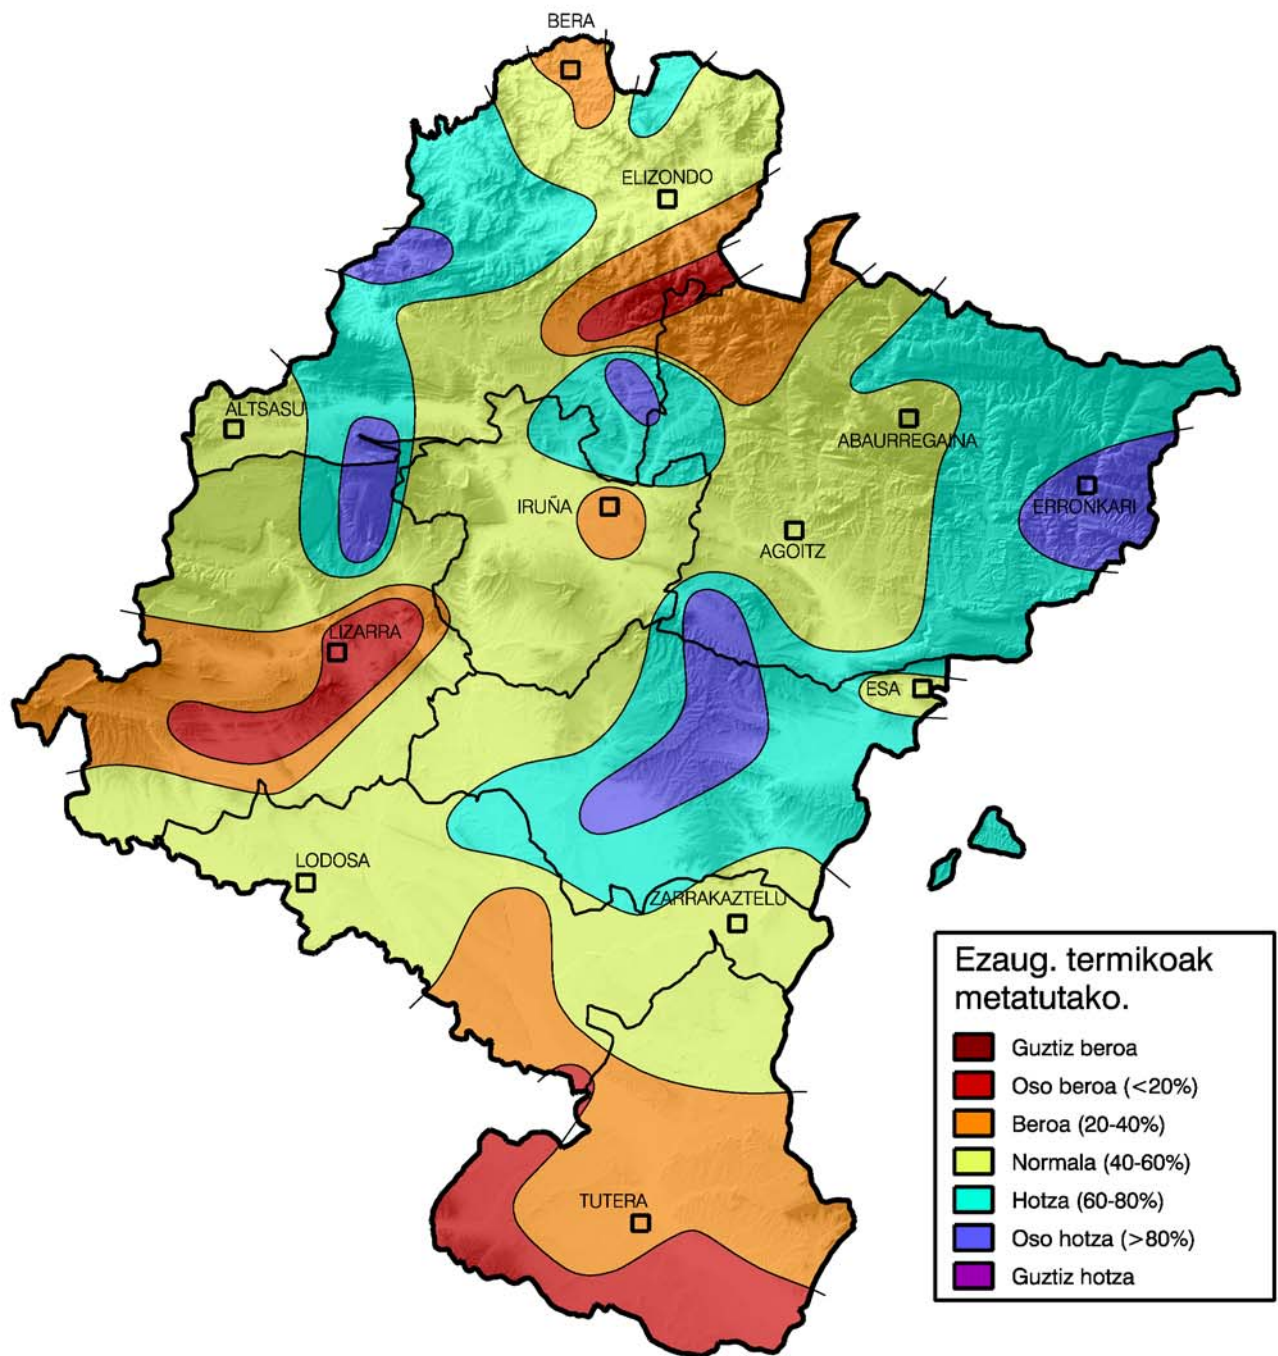 BERA
ELIZONDO
ALTSASU
ABAURREGAINA
IRUÑA
ERRONKARI
AGOITZ
LIZARRA
ESA
LODOSA
ZARRAKAZTELU
TUTERA
Ezaug. termikoak
metatutako.
Guztiz beroa
Oso beroa (<20%)
Beroa (20-40%)
Normala (40-60%)
Hotza (60-80%)
Oso hotza (>80%)
Guztiz hotza